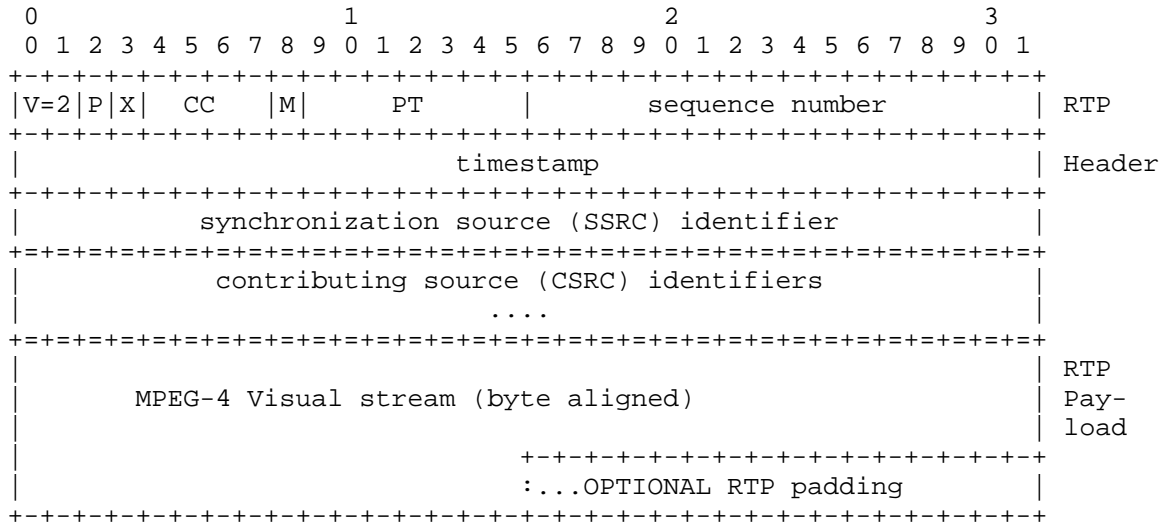 0                   1                   2                   3
 0 1 2 3 4 5 6 7 8 9 0 1 2 3 4 5 6 7 8 9 0 1 2 3 4 5 6 7 8 9 0 1
+-+-+-+-+-+-+-+-+-+-+-+-+-+-+-+-+-+-+-+-+-+-+-+-+-+-+-+-+-+-+-+-+
|V=2|P|X|  CC   |M|     PT      |       sequence number         | RTP
+-+-+-+-+-+-+-+-+-+-+-+-+-+-+-+-+-+-+-+-+-+-+-+-+-+-+-+-+-+-+-+-+
|                           timestamp                           | Header
+-+-+-+-+-+-+-+-+-+-+-+-+-+-+-+-+-+-+-+-+-+-+-+-+-+-+-+-+-+-+-+-+
|           synchronization source (SSRC) identifier            |
+=+=+=+=+=+=+=+=+=+=+=+=+=+=+=+=+=+=+=+=+=+=+=+=+=+=+=+=+=+=+=+=+
|            contributing source (CSRC) identifiers             |
|                             ....                              |
+=+=+=+=+=+=+=+=+=+=+=+=+=+=+=+=+=+=+=+=+=+=+=+=+=+=+=+=+=+=+=+=+
|                                                               | RTP
|       MPEG-4 Visual stream (byte aligned)                     | Pay-
|                                                               | load
|                               +-+-+-+-+-+-+-+-+-+-+-+-+-+-+-+-+
|                               :...OPTIONAL RTP padding        |
+-+-+-+-+-+-+-+-+-+-+-+-+-+-+-+-+-+-+-+-+-+-+-+-+-+-+-+-+-+-+-+-+